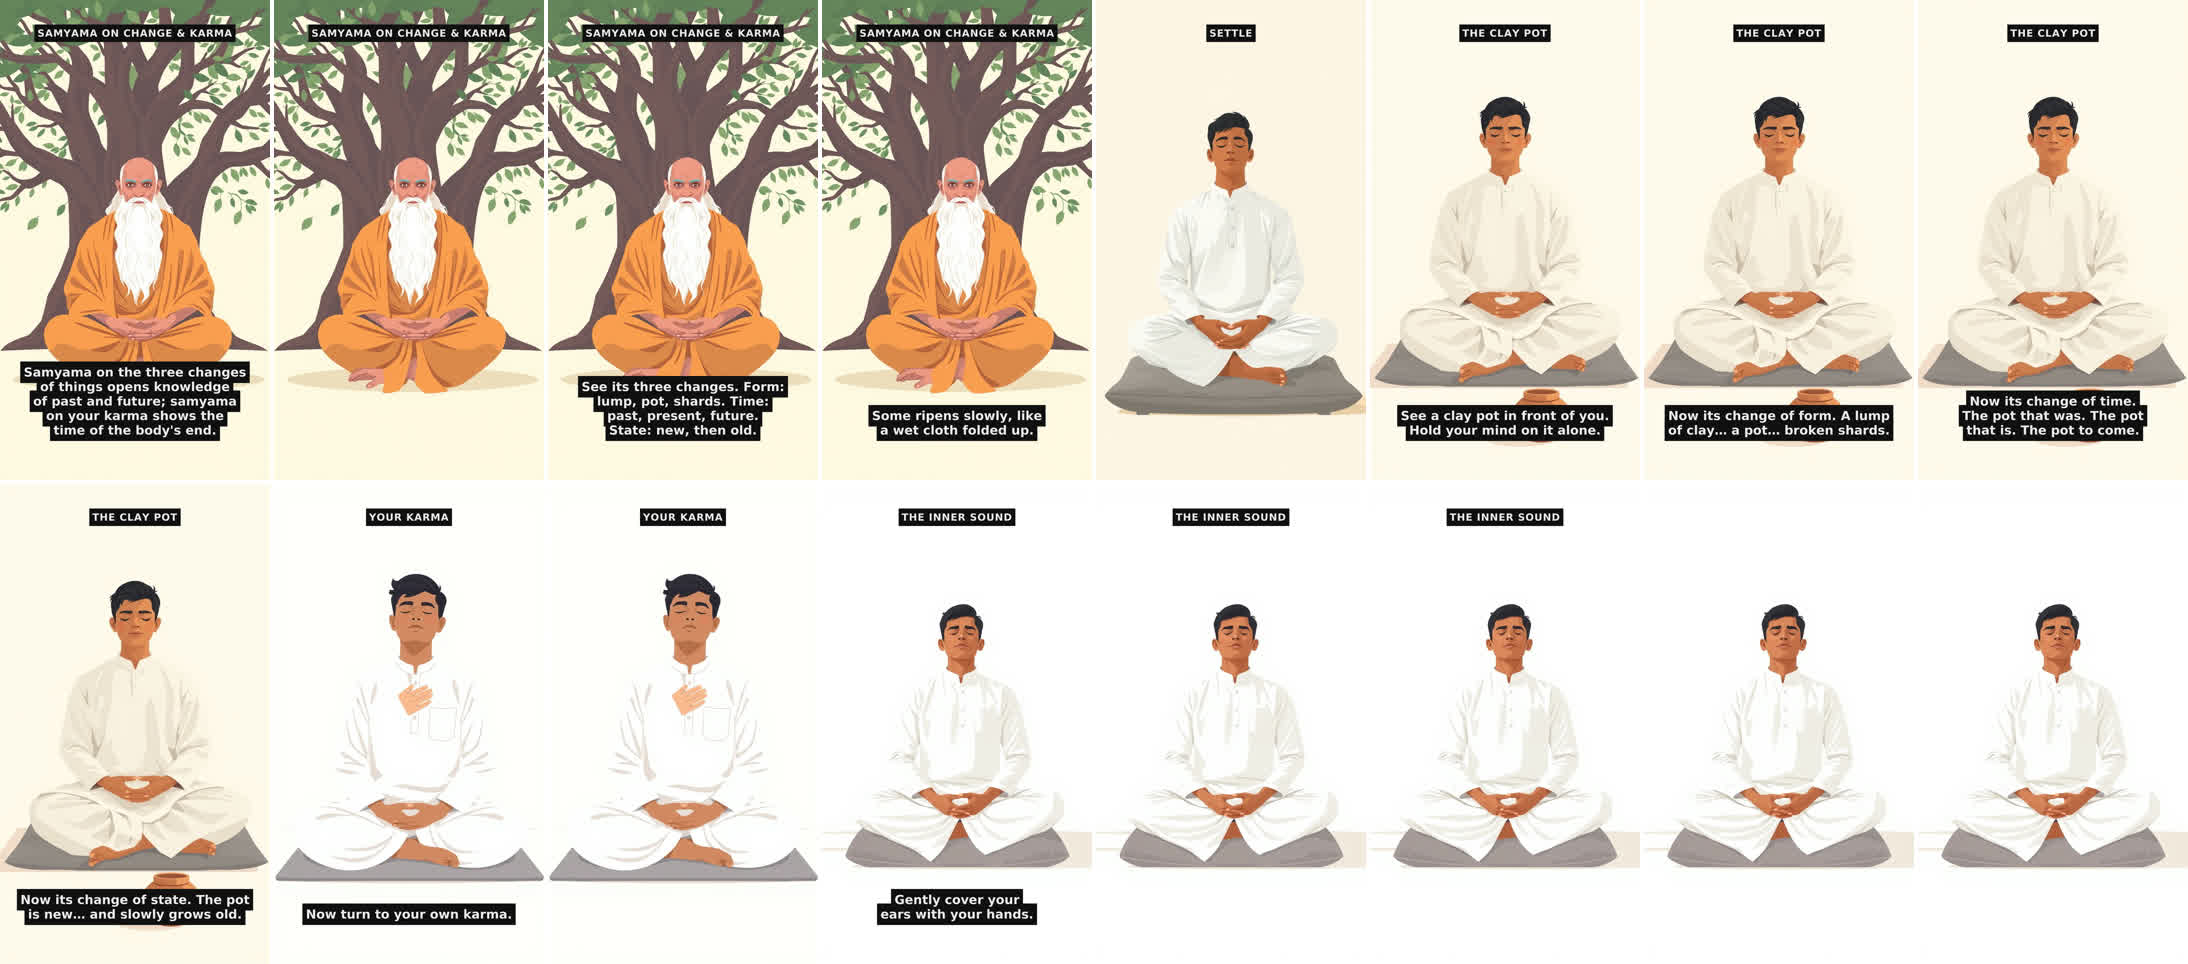 SAMYAMA ON CHANGE & KARMA
Samyama on the three changes
of things opens knowledge
of past and future; samyama
on your karma shows the
time of the body's end.
SAMYAMA ON CHANGE & KARMA
SAMYAMA ON CHANGE & KARMA
See its three changes. Form:
lump, pot, shards. Time:
past, present, future.
State: new, then old.
SAMYAMA ON CHANGE & KARMA
Some ripens slowly, like
a wet cloth folded up.
SETTLE
THE CLAY POT
See a clay pot in front of you.
Hold your mind on it alone.
THE CLAY POT
Now its change of form. A lump
of clay... a pot... broken shards.
THE CLAY POT
Now its change of time.
The pot that was. The pot
that is. The pot to come.
THE CLAY POT
Now its change of state. The pot
is new... and slowly grows old.
YOUR KARMA
Now turn to your own karma.
YOUR KARMA
THE INNER SOUND
Gently cover your
ears with your hands.
THE INNER SOUND
THE INNER SOUND